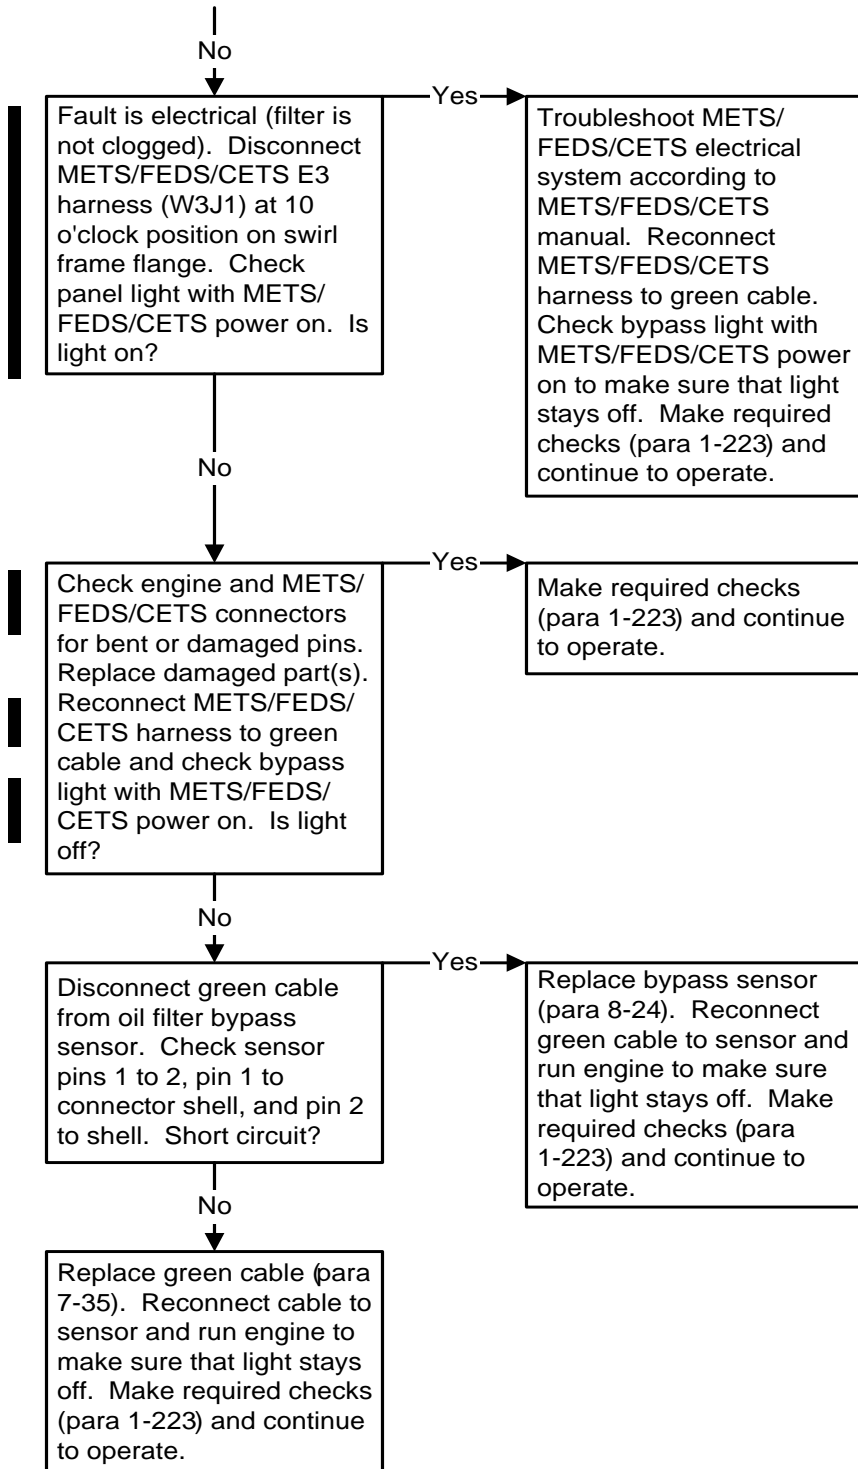 No
Fault is electrical (filter is
not clogged).  Disconnect
METS/FEDS/CETS E3
harness (W3J1) at 10
o'clock position on swirl
frame flange.  Check
panel light with METS/
FEDS/CETS power on.  Is
light on?
Yes
Troubleshoot METS/
FEDS/CETS electrical
system according to
METS/FEDS/CETS
manual.  Reconnect
METS/FEDS/CETS
harness to green cable.
Check bypass light with
METS/FEDS/CETS power
on to make sure that light
stays off.  Make required
checks (para 1-223) and
continue to operate.
No
Check engine and METS/
FEDS/CETS connectors
for bent or damaged pins.
Replace damaged part(s).
Reconnect METS/FEDS/
CETS harness to green
cable and check bypass
light with METS/FEDS/
CETS power on.  Is light
off?
Yes
Make required checks
(para 1-223) and continue
to operate.
No
Disconnect green cable
from oil filter bypass
sensor.  Check sensor
pins 1 to 2, pin 1 to
connector shell, and pin 2
to shell.  Short circuit?
Yes
Replace bypass sensor
(para 8-24).  Reconnect
green cable to sensor and
run engine to make sure
that light stays off.  Make
required checks (para
1-223) and continue to
operate.
No
Replace green cable (para
7-35).  Reconnect cable to
sensor and run engine to
make sure that light stays
off.  Make required checks
(para 1-223) and continue
to operate.